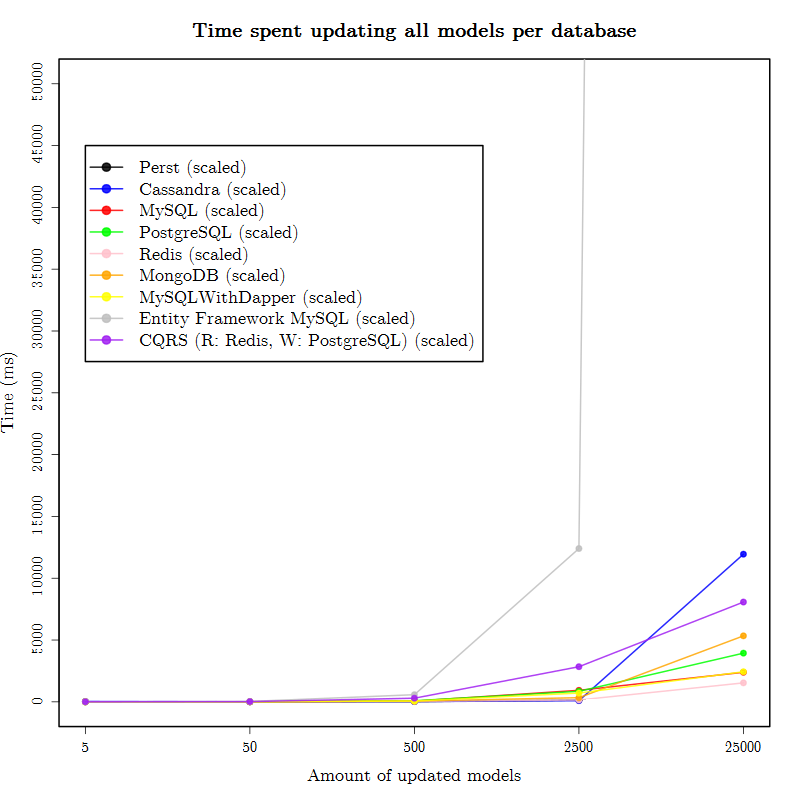 Time spent updating all models per database
50000
45000
40000
35000
30000
25000
20000
15000
10000
5000
0
Time (ms)
Perst (scaled)
Cassandra (scaled)
MySQL (scaled)
PostgreSQL (scaled)
Redis (scaled)
MongoDB (scaled)
MySQLWithDapper (scaled)
Entity Framework MySQL (scaled)
CQRS (R: Redis, W: PostgreSQL) (scaled)
5 50 500 2500 25000
Amount of updated models